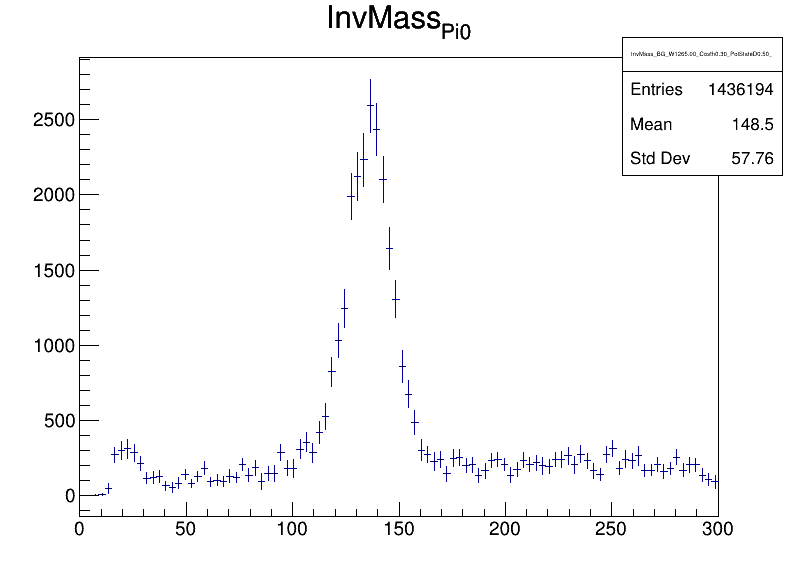 InvMass_Pi0
InvMass_BG_W1265.00_Costh0.30_PolStateD0.50_
Entries 1436194
Mean 148.5
Std Dev 57.76
2500
2000
1500
1000
500
0
0 50 100 150 200 250 300